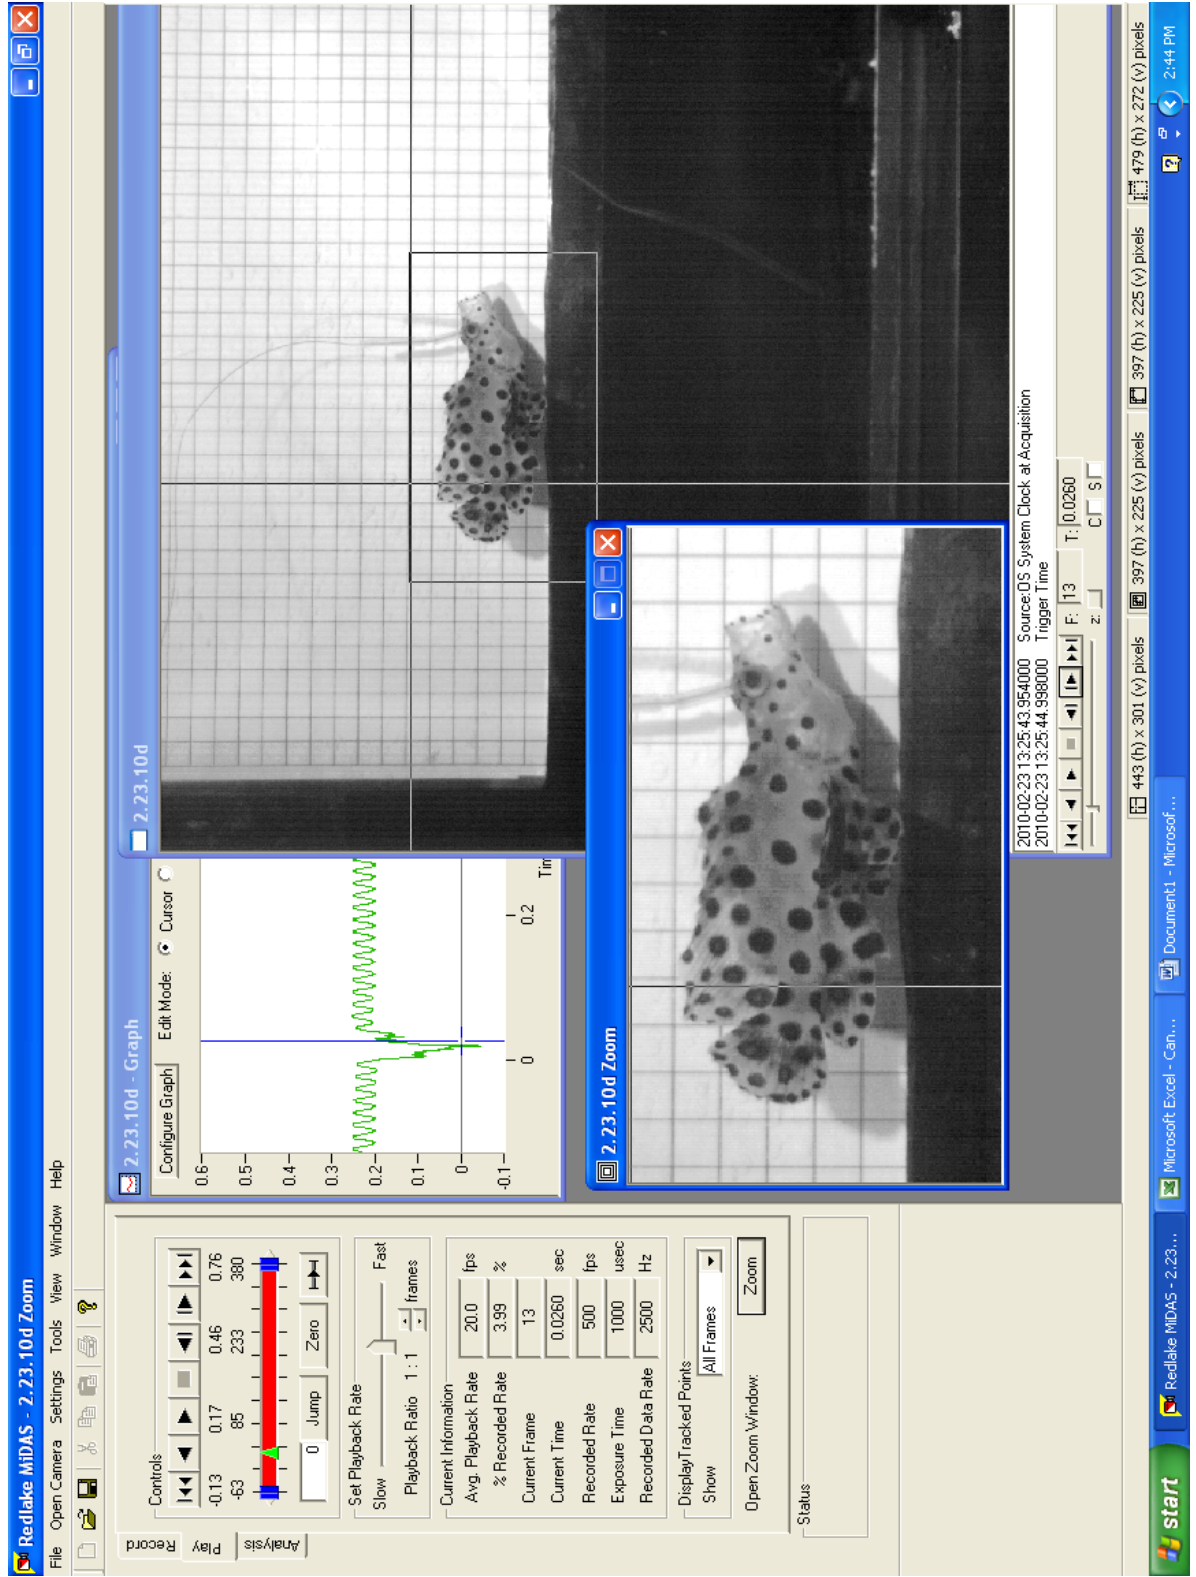 Redlake MiDAS - 2.23.10d Zoom
File Open Camera Settings Tools View Window Help
Record
Play
Analysis
Controls
-0.13 0.17 0.46 0.76
-63 85 233 380
0 Jump Zero
Set Playback Rate
Slow Fast
Playback Ratio 1 : 1 frames
Current Information
Avg. Playback Rate 20.0 fps
% Recorded Rate 3.99 %
Current Frame 13
Current Time 0.0260 sec
Recorded Rate 500 fps
Exposure Time 1000 usec
Recorded Data Rate 2500 Hz
DisplayTracked Points
Show All Frames
Open Zoom Window: Zoom
Status
2.23.10d - Graph
Configure Graph Edit Mode: Cursor
0.6
0.5
0.4
0.3
0.2
0.1
0
-0.1
0 0.2
2.23.10d
2.23.10d Zoom
2010-02-23 13:25:43.954000 Source:OS System Clock at Acquisition
2010-02-23 13:25:44.998000 Trigger Time
F: 13 T: 0.0260
z: C S
443 (h) x 301 (v) pixels 397 (h) x 225 (v) pixels 397 (h) x 225 (v) pixels 479 (h) x 272 (v) pixels
start Redlake MiDAS - 2.23... Microsoft Excel - Can... Document1 - Microsof... 2:44 PM